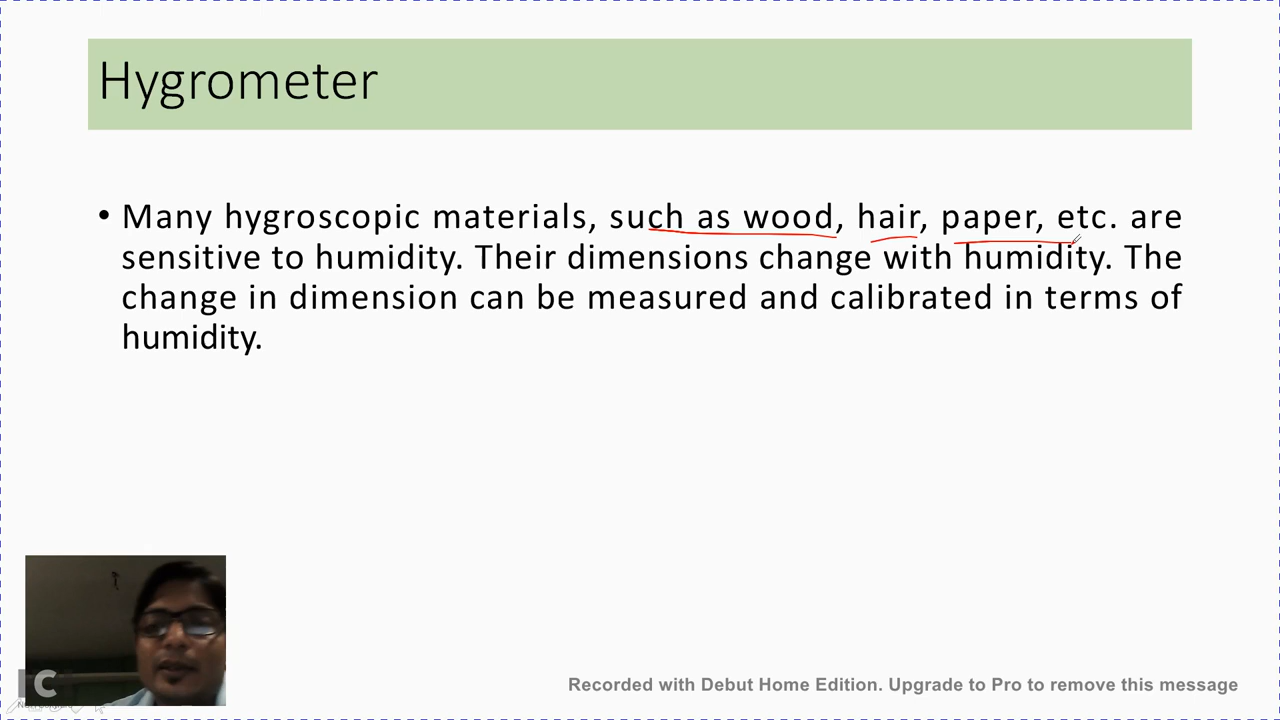 Hygrometer
• Many hygroscopic materials, such as wood, hair, paper, etc. are
sensitive to humidity. Their dimensions change with humidity. The
change in dimension can be measured and calibrated in terms of
humidity.
C
Recorded with Debut Home Edition. Upgrade to Pro to remove this message